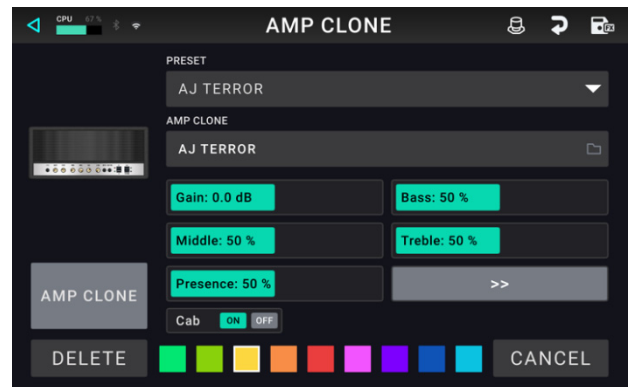 CPU 67 %
AMP CLONE
PRESET
AJ TERROR
AMP CLONE
AJ TERROR
Gain: 0.0 dB
Bass: 50 %
Middle: 50 %
Treble: 50 %
Presence: 50 %
>>
AMP CLONE
Cab ON OFF
DELETE
CANCEL